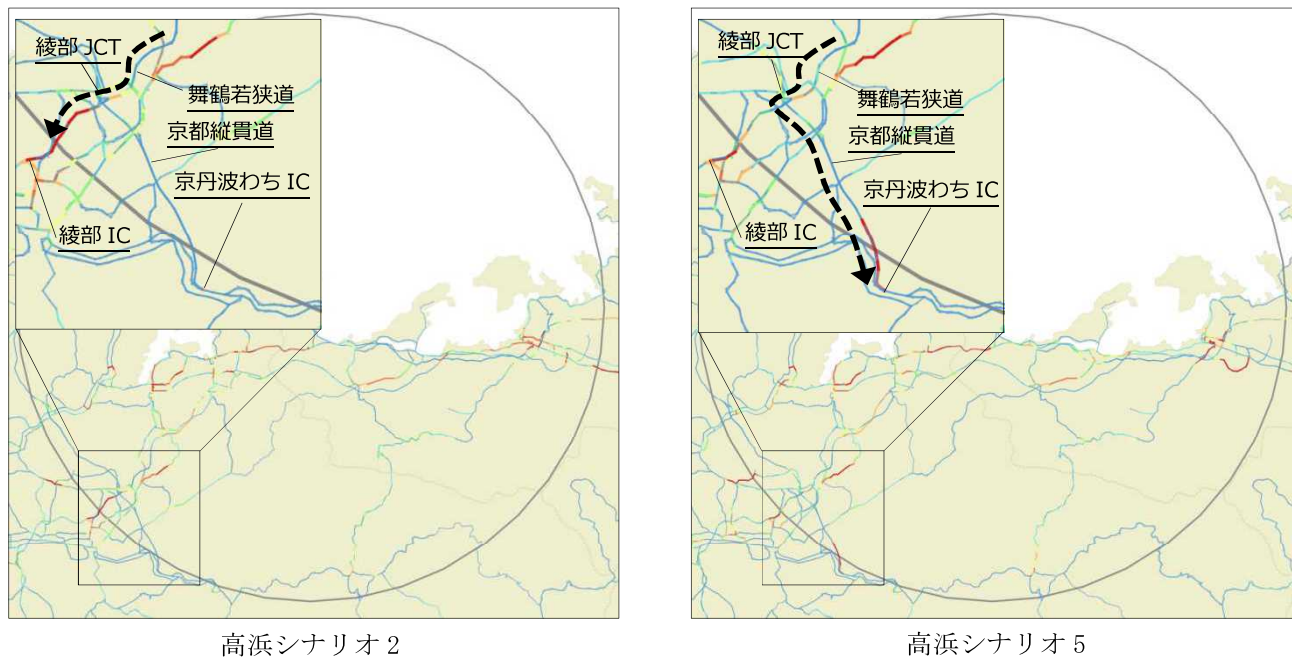 綾部 JCT
舞鶴若狭道
京都縦貫道
京丹波わち IC
綾部 IC
高浜シナリオ 2
綾部 JCT
舞鶴若狭道
京都縦貫道
京丹波わち IC
綾部 IC
高浜シナリオ 5